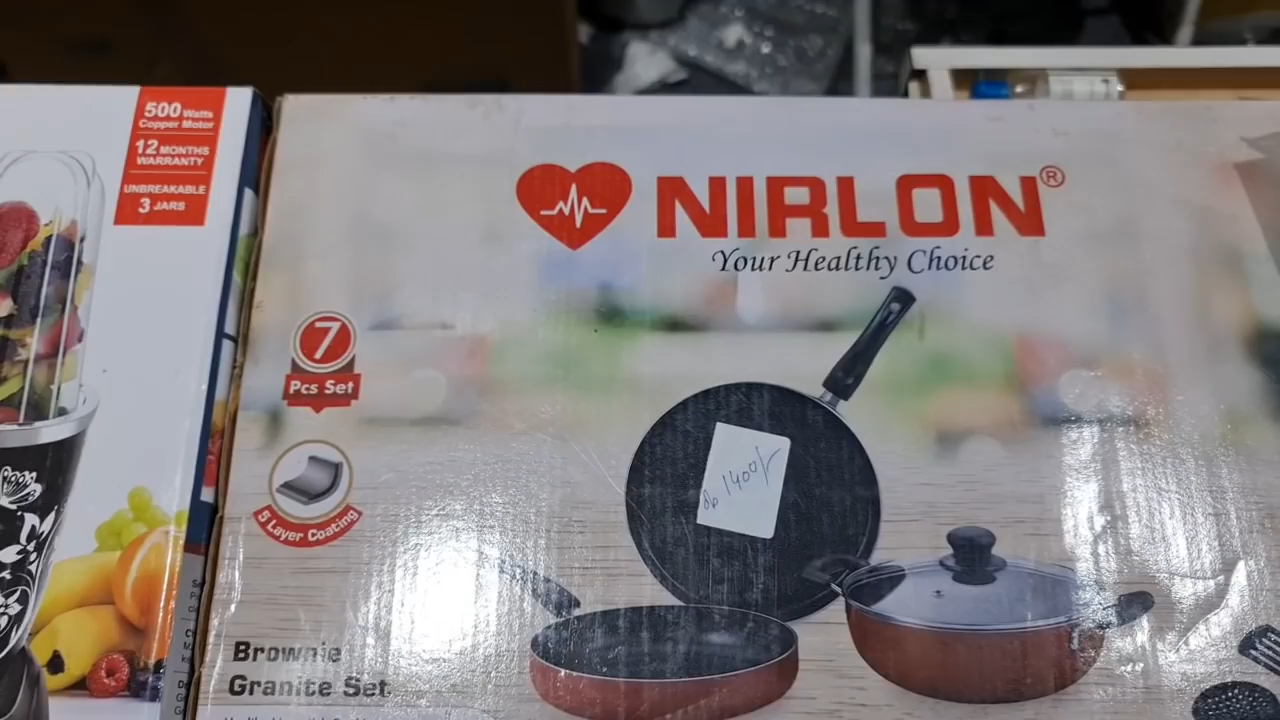 500 Watts
Copper Motor
12 MONTHS
WARRANTY
UNBREAKABLE
3 JARS
NIRLON®
Your Healthy Choice
7
Pcs Set
5 Layer Coating
1400/-
Brownie
Granite Set